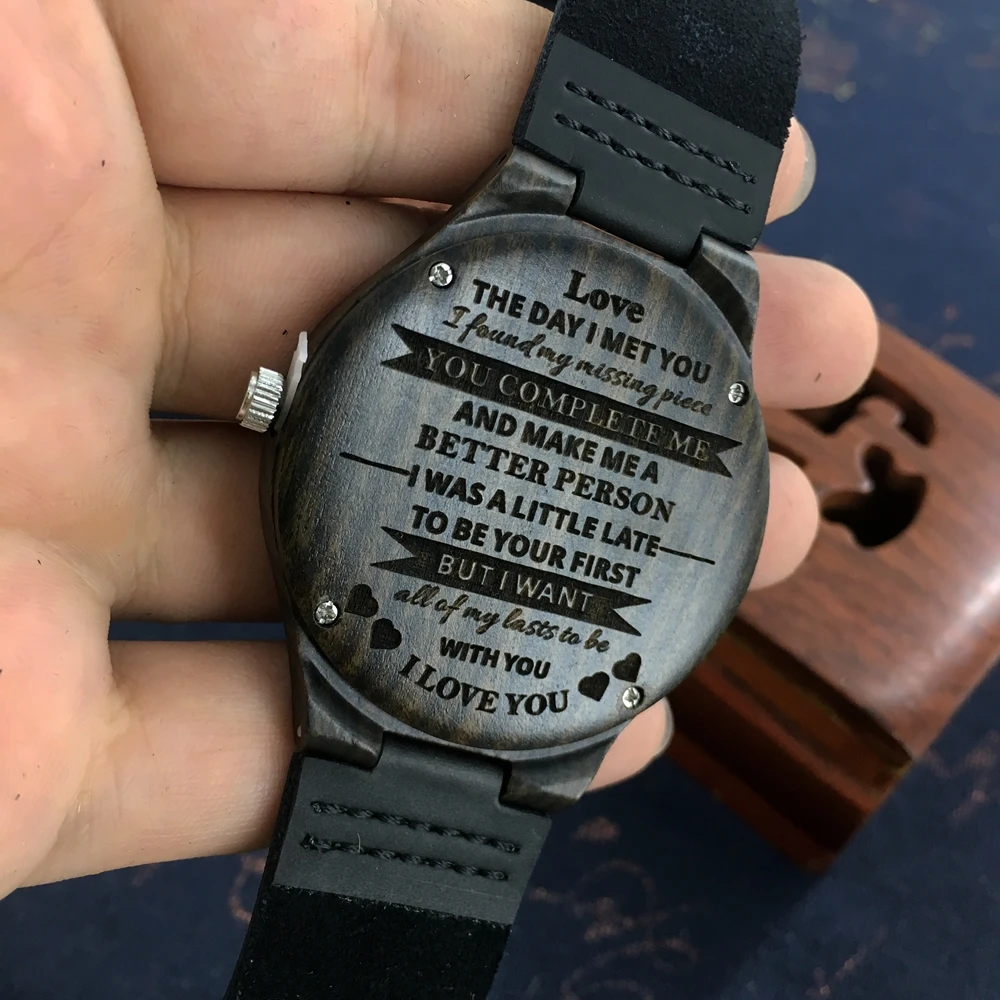 Love
THE DAY I MET YOU
I found my missing piece
YOU COMPLETE ME
AND MAKE ME A
BETTER PERSON
I WAS A LITTLE LATE
TO BE YOUR FIRST
BUT I WANT
all of my lasts to be
WITH YOU
I LOVE YOU